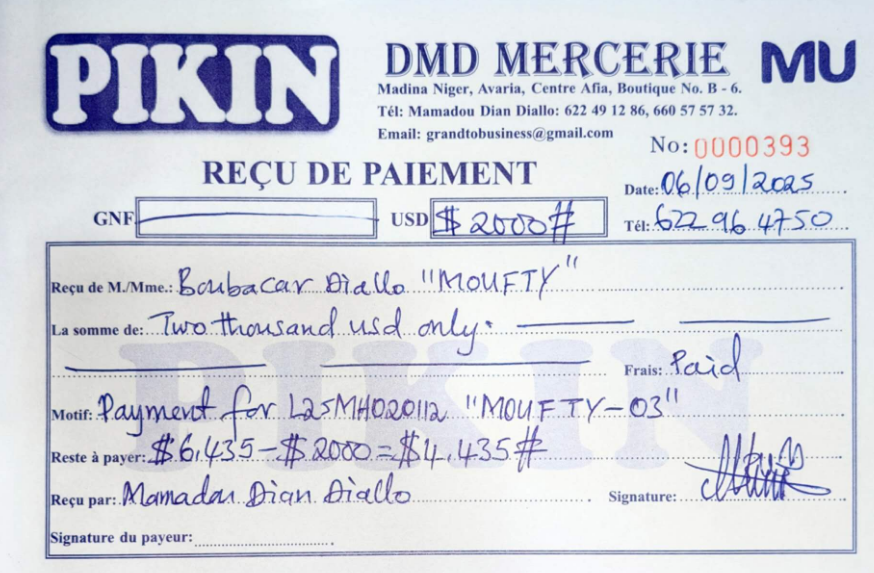 PIKIN
DMD MERCERIE
MU
Madina Niger, Avaria, Centre Afia, Boutique No. B - 6.
Tél: Mamadou Dian Diallo: 622 49 12 86, 660 57 57 32.
Email: grandtobusiness@gmail.com
No: 0000393
REÇU DE PAIEMENT
Date: 06/09/2025
GNF
USD $ 2000#
Tél: 622 96 47 50
Reçu de M./Mme.: Boubacar Diallo "MOUFTY"
La somme de: Two thousand usd only.
Frais: Paid
Motif: Payment for L25MH020112 "MOUFTY-03"
Reste à payer: $6,435 - $2000 = $4,435#
Reçu par: Mamadou Dian Diallo
Signature:
Signature du payeur:
PIKIN